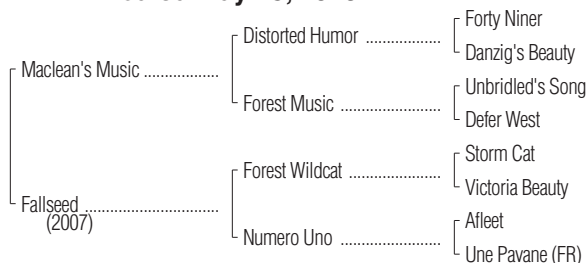 Forty Niner
Distorted Humor ..................
Danzig's Beauty
Maclean's Music ..................
Unbridled's Song
Forest Music ........................
Defer West
Storm Cat
Forest Wildcat ......................
Victoria Beauty
Fallseed ................................
(2007)
Afleet
Numero Uno ........................
Une Pavane (FR)